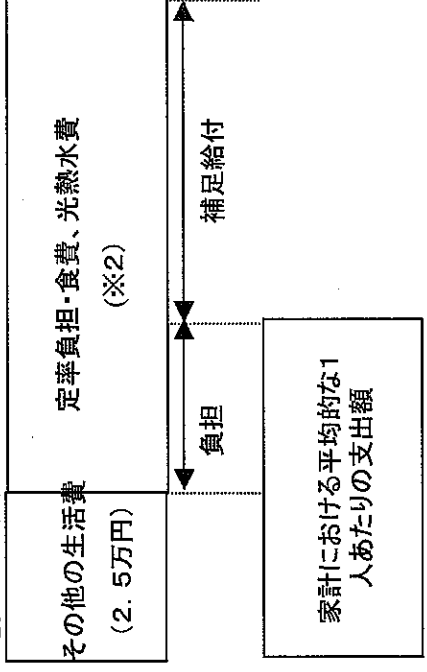 その他の生活費
(2．5万円)
定率負担・食費、光熱水費
(※2)
負担
補足給付
家計における平均的な1
人あたりの支出額